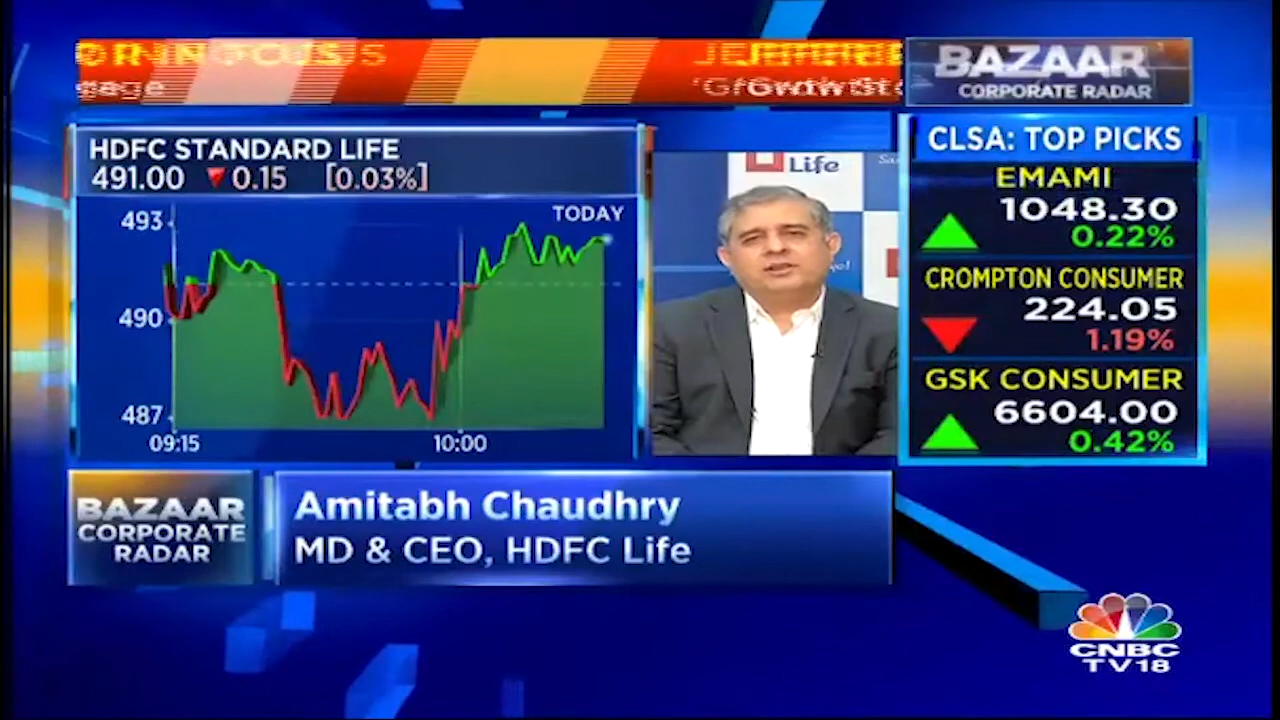 BAZAAR
CORPORATE RADAR
HDFC STANDARD LIFE
491.00 ▼ 0.15 [0.03%]
TODAY
493
490
487
09:15 10:00
Life
CLSA: TOP PICKS
EMAMI
1048.30
0.22%
CROMPTON CONSUMER
224.05
1.19%
GSK CONSUMER
6604.00
0.42%
BAZAAR
CORPORATE
RADAR
Amitabh Chaudhry
MD & CEO, HDFC Life
CNBC
TV18